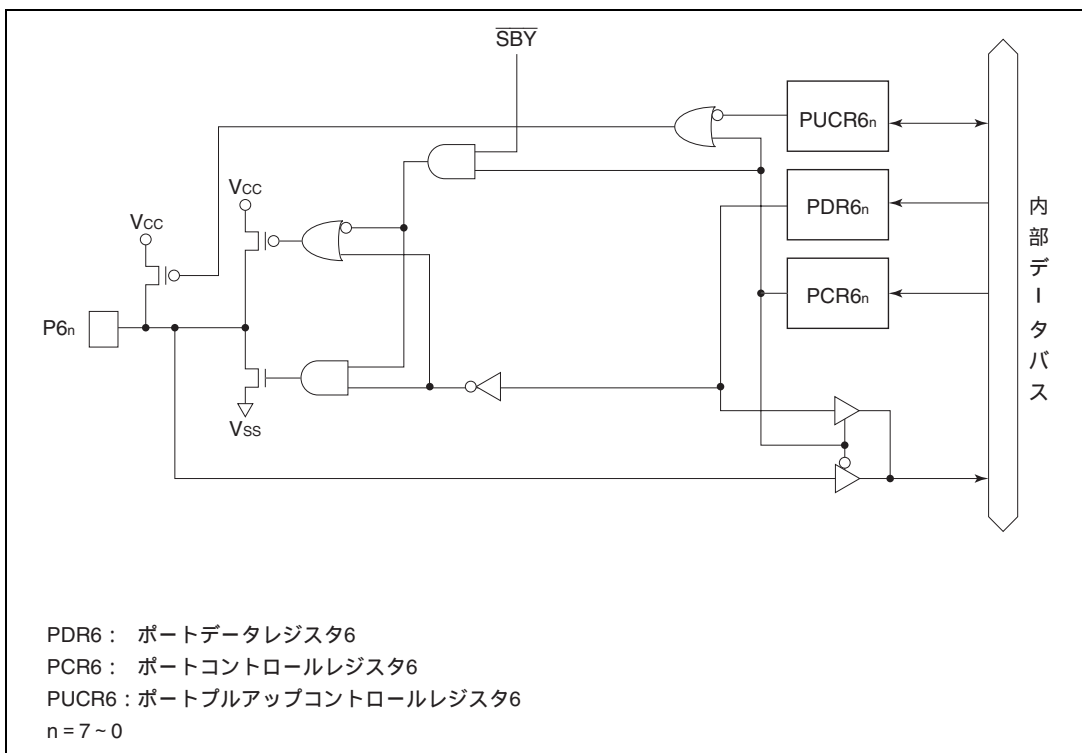 SBY
PUCR6n
VCC
PDR6n
VCC
PCR6n
P6n
VSS
内部データバス
PDR6： ポートデータレジスタ6
PCR6： ポートコントロールレジスタ6
PUCR6：ポートプルアップコントロールレジスタ6
n = 7 ~ 0